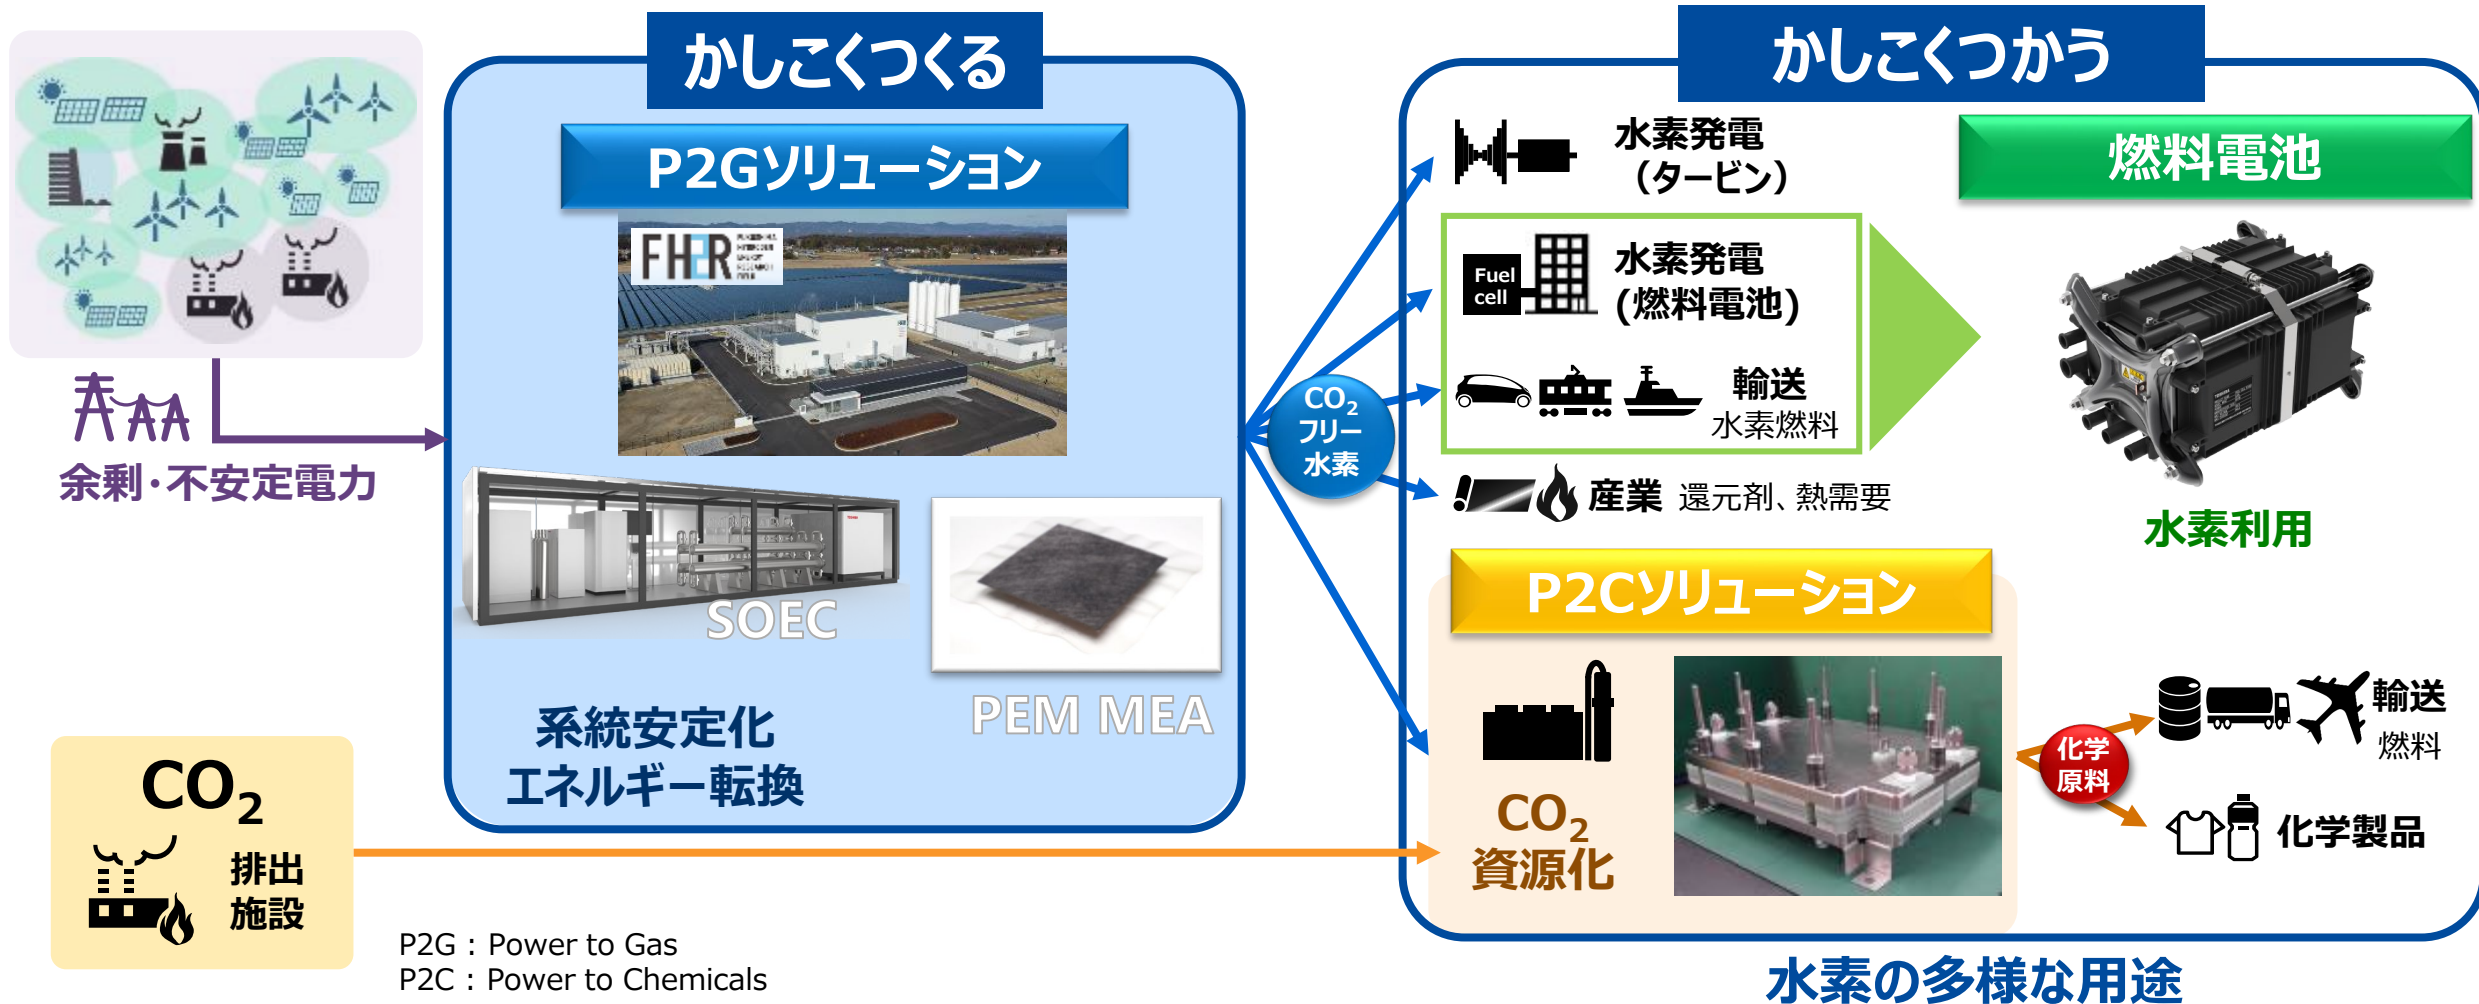 かしこくつくる
かしこくつかう
P2Gソリューション
FH2R
FUKUSHIMA
HYDROGEN
ENERGY
RESEARCH
FIELD
余剰・不安定電力
SOEC
PEM MEA
系統安定化
エネルギー転換
CO2
フリー
水素
水素発電
（タービン）
燃料電池
Fuel
cell
水素発電
(燃料電池)
輸送
水素燃料
産業 還元剤、熱需要
水素利用
P2Cソリューション
CO2
資源化
化学
原料
輸送
燃料
化学製品
CO2
排出
施設
P2G：Power to Gas
P2C：Power to Chemicals
水素の多様な用途